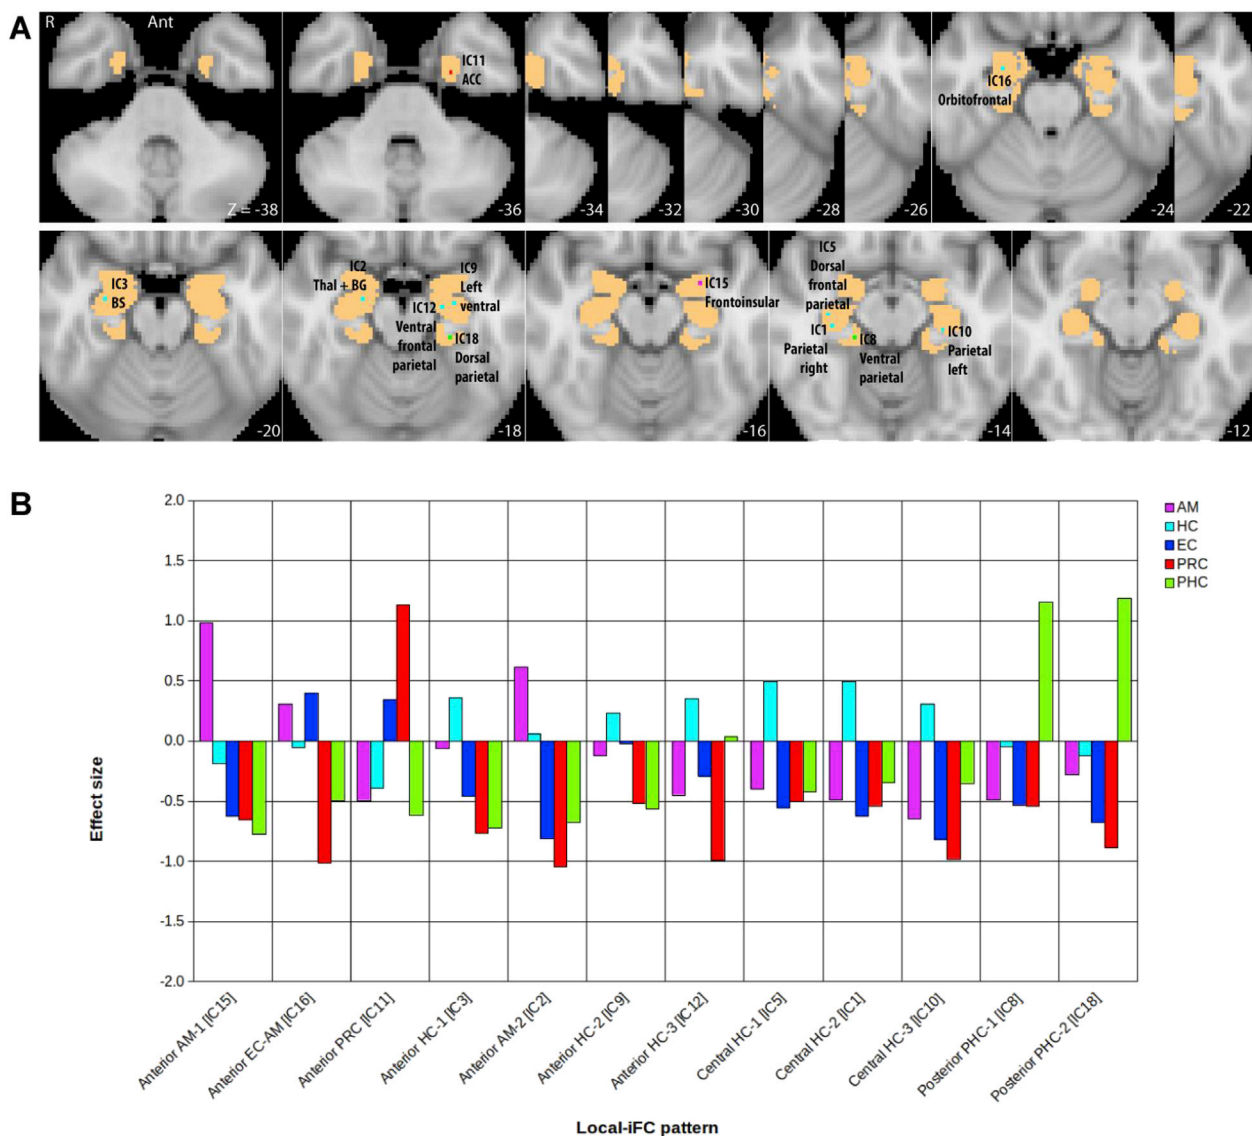 A
R
Ant
IC11
ACC
IC16
Orbitofrontal
Z = -38
-36
-34
-32
-30
-28
-26
-24
-22
IC3
BS
IC2
Thal + BG
IC9
Left
ventral
IC12
Ventral
frontal
parietal
IC18
Dorsal
parietal
IC15
Frontoinsular
IC5
Dorsal
frontal
parietal
IC1
Parietal
right
IC8
Ventral
parietal
IC10
Parietal
left
-20
-18
-16
-14
-12
B
2.0
1.5
1.0
0.5
0.0
-0.5
-1.0
-1.5
-2.0
Effect size
AM
HC
EC
PRC
PHC
Anterior AM-1 [IC15]
Anterior EC-AM [IC16]
Anterior PRC [IC11]
Anterior HC-1 [IC3]
Anterior AM-2 [IC2]
Anterior HC-2 [IC9]
Anterior HC-3 [IC12]
Central HC-1 [IC5]
Central HC-2 [IC1]
Central HC-3 [IC10]
Posterior PHC-1 [IC8]
Posterior PHC-2 [IC18]
Local-iFC pattern